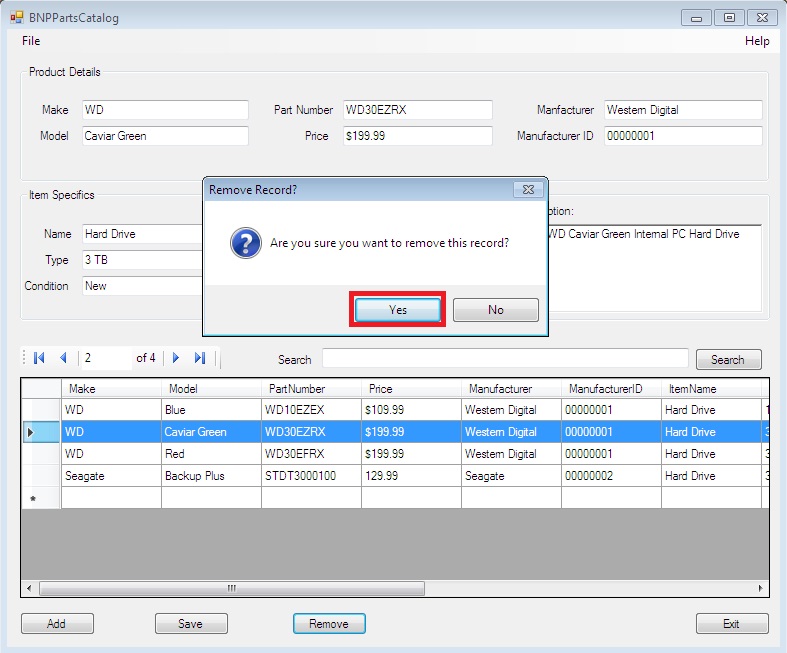 BNPPartsCatalog
File Help
Product Details
Make WD Part Number WD30EZRX Manfacturer Western Digital
Model Caviar Green Price $199.99 Manufacturer ID 00000001
Remove Record?
Item Specifics
ption:
Name Hard Drive
WD Caviar Green Internal PC Hard Drive
Are you sure you want to remove this record?
Type 3 TB
Condition New
Yes No
2 of 4 Search Search
Make Model PartNumber Price Manufacturer ManufacturerID ItemName
WD Blue WD10EZEX $109.99 Western Digital 00000001 Hard Drive 1
WD Caviar Green WD30EZRX $199.99 Western Digital 00000001 Hard Drive 3
WD Red WD30EFRX $199.99 Western Digital 00000001 Hard Drive 3
Seagate Backup Plus STDT3000100 129.99 Seagate 00000002 Hard Drive 3
*
Add Save Remove Exit